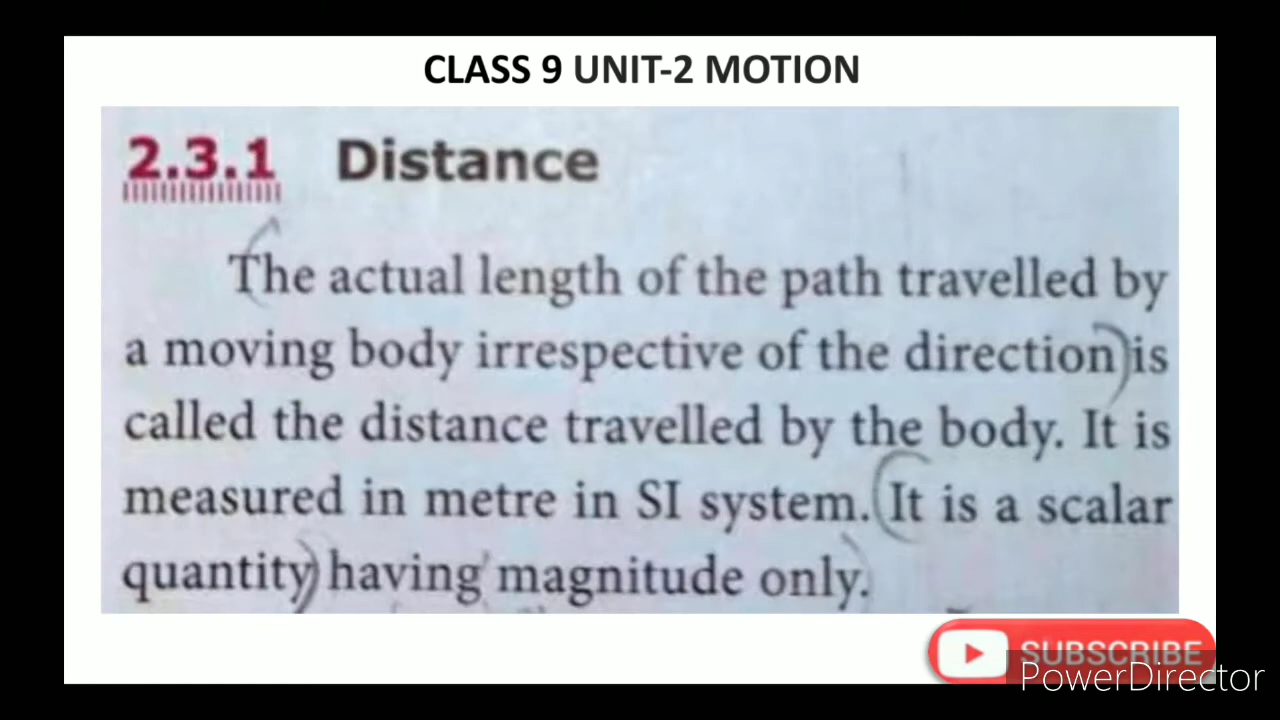 CLASS 9 UNIT-2 MOTION
2.3.1 Distance
The actual length of the path travelled by
a moving body irrespective of the direction is
called the distance travelled by the body. It is
measured in metre in SI system. It is a scalar
quantity having magnitude only.
SUBSCRIBE
PowerDirector